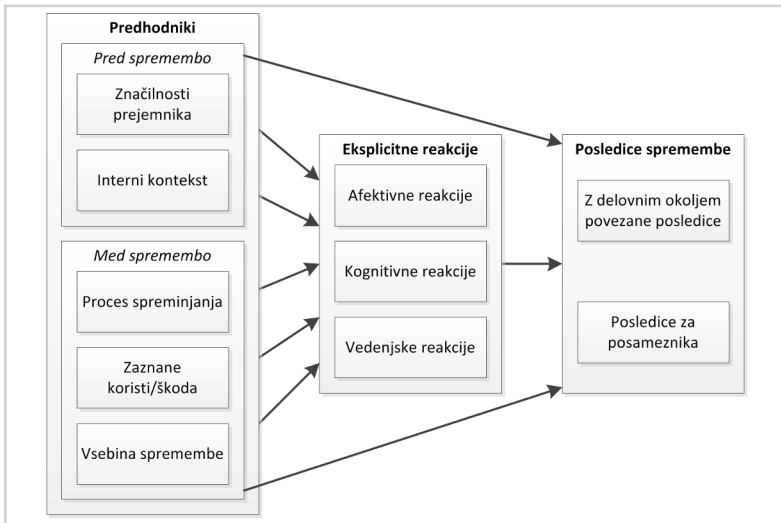 Predhodniki
Pred spremembo
Značilnosti
prejemnika
Interni kontekst
Med spremembo
Proces spreminjanja
Zaznane
koristi/škoda
Vsebina spremembe
Eksplicitne reakcije
Afektivne reakcije
Kognitivne reakcije
Vedenjske reakcije
Posledice spremembe
Z delovnim okoljem
povezane posledice
Posledice za
posameznika